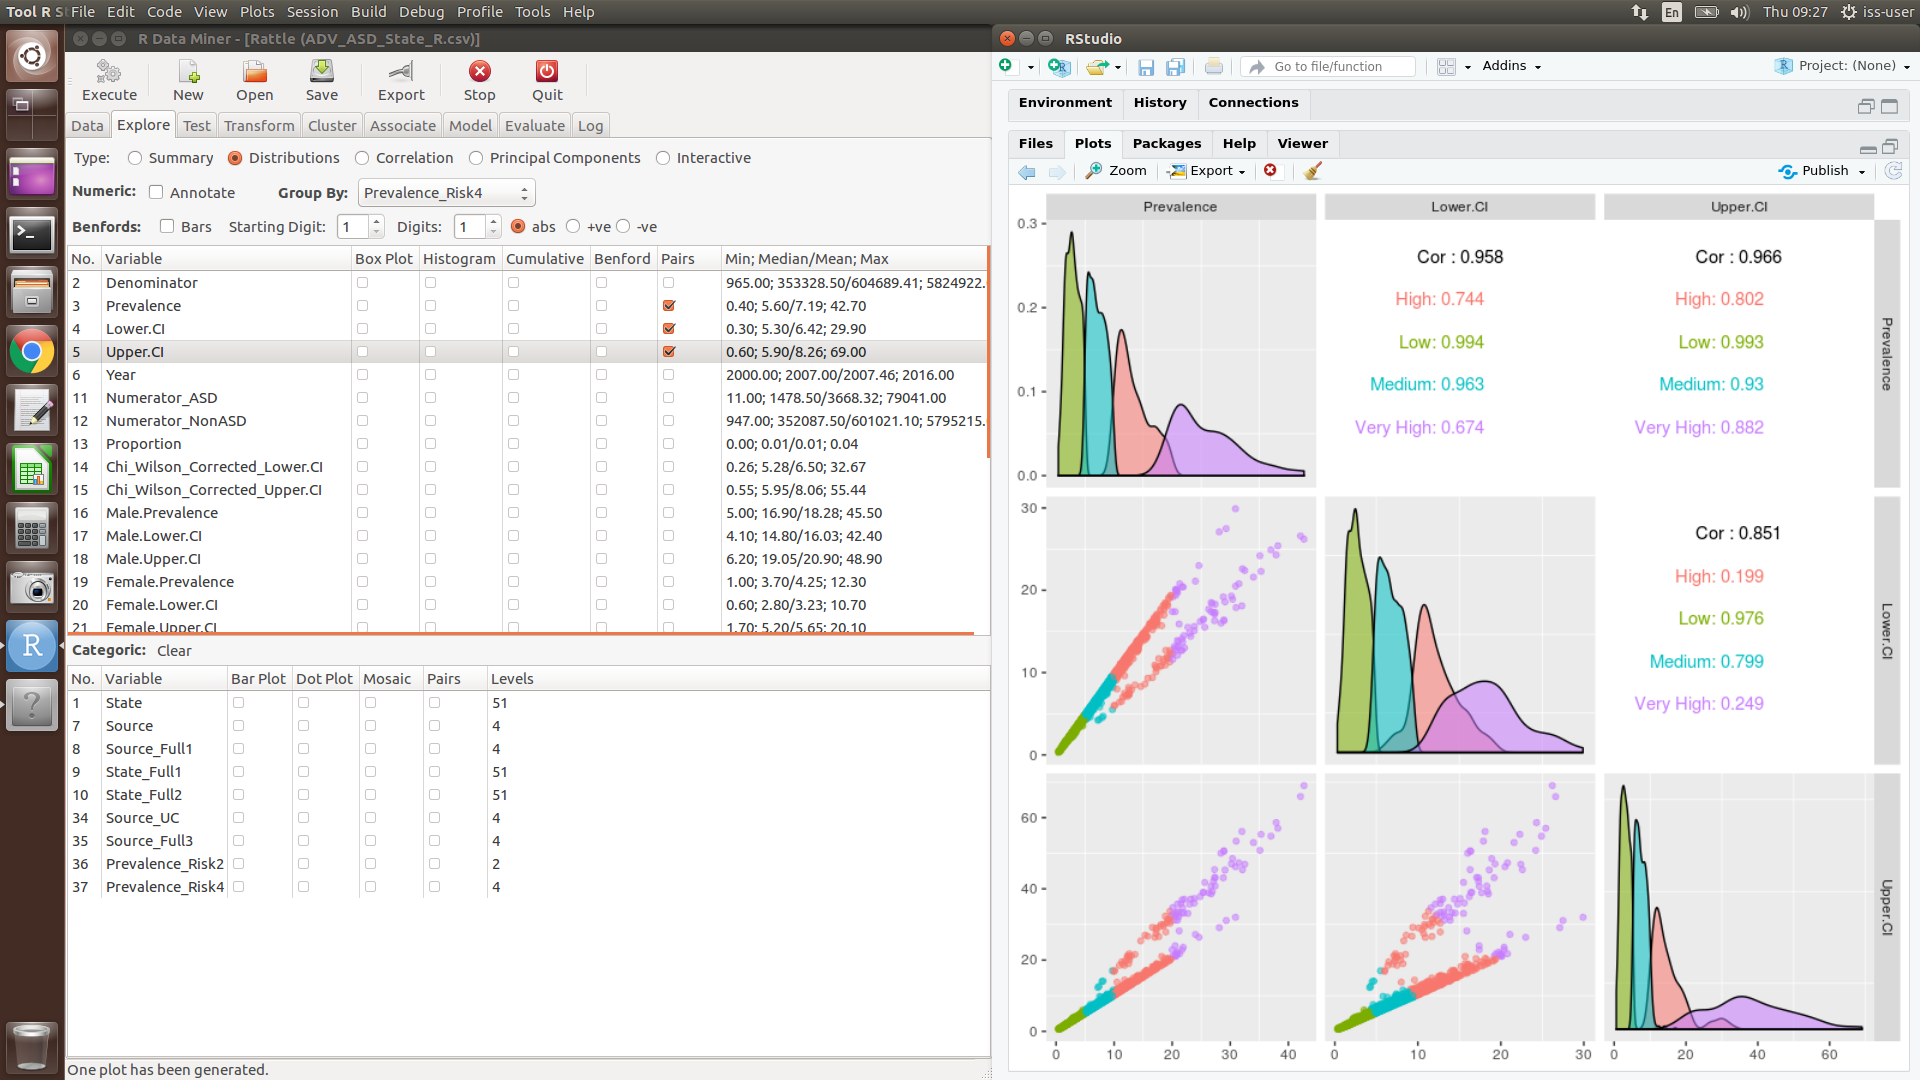 Tool R St File Edit Code View Plots Session Build Debug Profile Tools Help En Thu 09:27 iss-user
R Data Miner - [Rattle (ADV_ASD_State_R.csv)]
Execute New Open Save Export Stop Quit
Data Explore Test Transform Cluster Associate Model Evaluate Log
Type: Summary Distributions Correlation Principal Components Interactive
Numeric: Annotate Group By: Prevalence_Risk4
Benfords: Bars Starting Digit: 1 Digits: 1 abs +ve -ve
No. Variable Box Plot Histogram Cumulative Benford Pairs Min; Median/Mean; Max
2 Denominator 965.00; 353328.50/604689.41; 5824922.
3 Prevalence 0.40; 5.60/7.19; 42.70
4 Lower.CI 0.30; 5.30/6.42; 29.90
5 Upper.CI 0.60; 5.90/8.26; 69.00
6 Year 2000.00; 2007.00/2007.46; 2016.00
11 Numerator_ASD 11.00; 1478.50/3668.32; 79041.00
12 Numerator_NonASD 947.00; 352087.50/601021.10; 5795215.
13 Proportion 0.00; 0.01/0.01; 0.04
14 Chi_Wilson_Corrected_Lower.CI 0.26; 5.28/6.50; 32.67
15 Chi_Wilson_Corrected_Upper.CI 0.55; 5.95/8.06; 55.44
16 Male.Prevalence 5.00; 16.90/18.28; 45.50
17 Male.Lower.CI 4.10; 14.80/16.03; 42.40
18 Male.Upper.CI 6.20; 19.05/20.90; 48.90
19 Female.Prevalence 1.00; 3.70/4.25; 12.30
20 Female.Lower.CI 0.60; 2.80/3.23; 10.70
21 Female.Upper.CI 1.70; 5.20/5.65; 20.10
Categoric: Clear
No. Variable Bar Plot Dot Plot Mosaic Pairs Levels
1 State 51
7 Source 4
8 Source_Full1 4
9 State_Full1 51
10 State_Full2 51
34 Source_UC 4
35 Source_Full3 4
36 Prevalence_Risk2 2
37 Prevalence_Risk4 4
One plot has been generated.
RStudio
Go to file/function Addins Project: (None)
Environment History Connections
Files Plots Packages Help Viewer
Zoom Export Publish
Prevalence Lower.CI Upper.CI
0.3
0.2
0.1
0.0
Cor : 0.958
High: 0.744
Low: 0.994
Medium: 0.963
Very High: 0.674
Cor : 0.966
High: 0.802
Low: 0.993
Medium: 0.93
Very High: 0.882
Prevalence
30
20
10
0
Cor : 0.851
High: 0.199
Low: 0.976
Medium: 0.799
Very High: 0.249
Lower.CI
60
40
20
0
Upper.CI
0 10 20 30 40 0 10 20 30 0 20 40 60